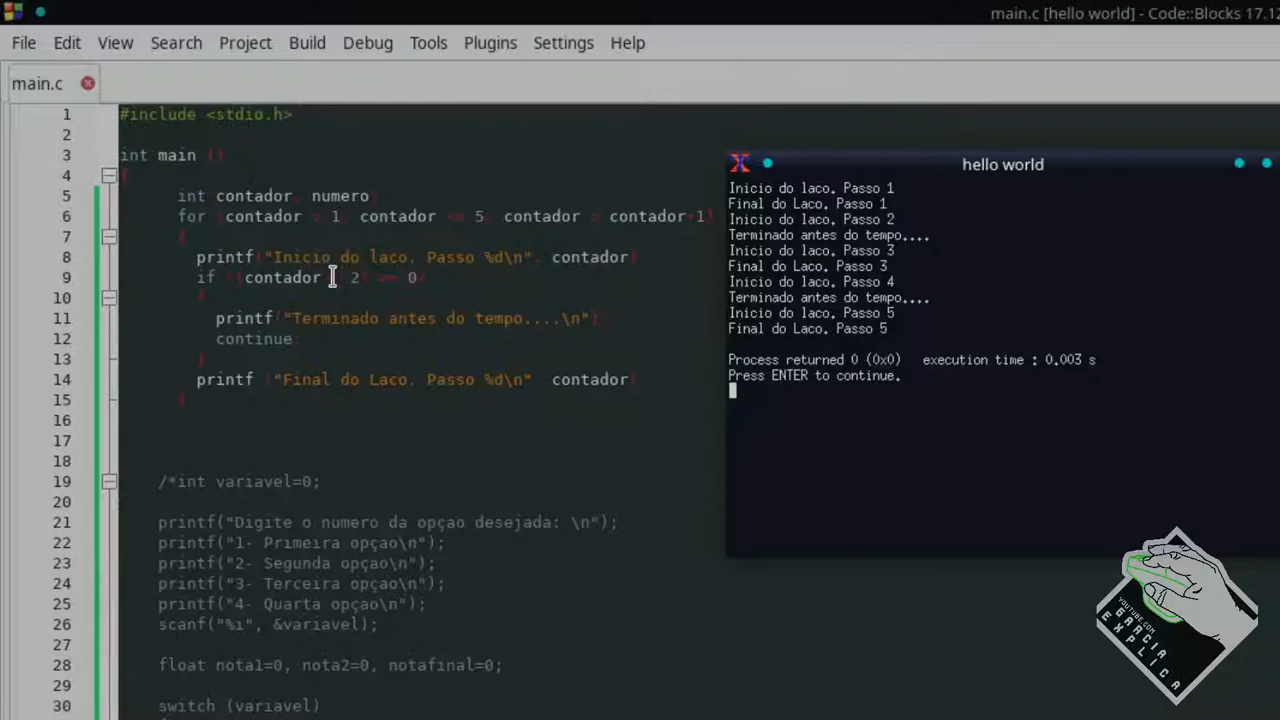 main.c [hello world] - Code::Blocks 17.12
File Edit View Search Project Build Debug Tools Plugins Settings Help
main.c
1 #include <stdio.h>
2
3 int main ()
4 {
5 int contador, numero;
6 for (contador = 1; contador <= 5; contador = contador+1)
7 {
8 printf("Inicio do laco. Passo %d\n", contador);
9 if ((contador % 2) == 0)
10 {
11 printf("Terminado antes do tempo....\n");
12 continue;
13 }
14 printf ("Final do Laco. Passo %d\n", contador);
15 }
16
17
18
19 /*int variavel=0;
20
21 printf("Digite o numero da opçao desejada: \n");
22 printf("1- Primeira opçao\n");
23 printf("2- Segunda opçao\n");
24 printf("3- Terceira opçao\n");
25 printf("4- Quarta opçao\n");
26 scanf("%i", &variavel);
27
28 float nota1=0, nota2=0, notafinal=0;
29
30 switch (variavel)
hello world
Inicio do laco. Passo 1
Final do Laco. Passo 1
Inicio do laco. Passo 2
Terminado antes do tempo....
Inicio do laco. Passo 3
Final do Laco. Passo 3
Inicio do laco. Passo 4
Terminado antes do tempo....
Inicio do laco. Passo 5
Final do Laco. Passo 5
Process returned 0 (0x0) execution time : 0.003 s
Press ENTER to continue.
YOUTUBE.COM
GARCIA
EXPLICA